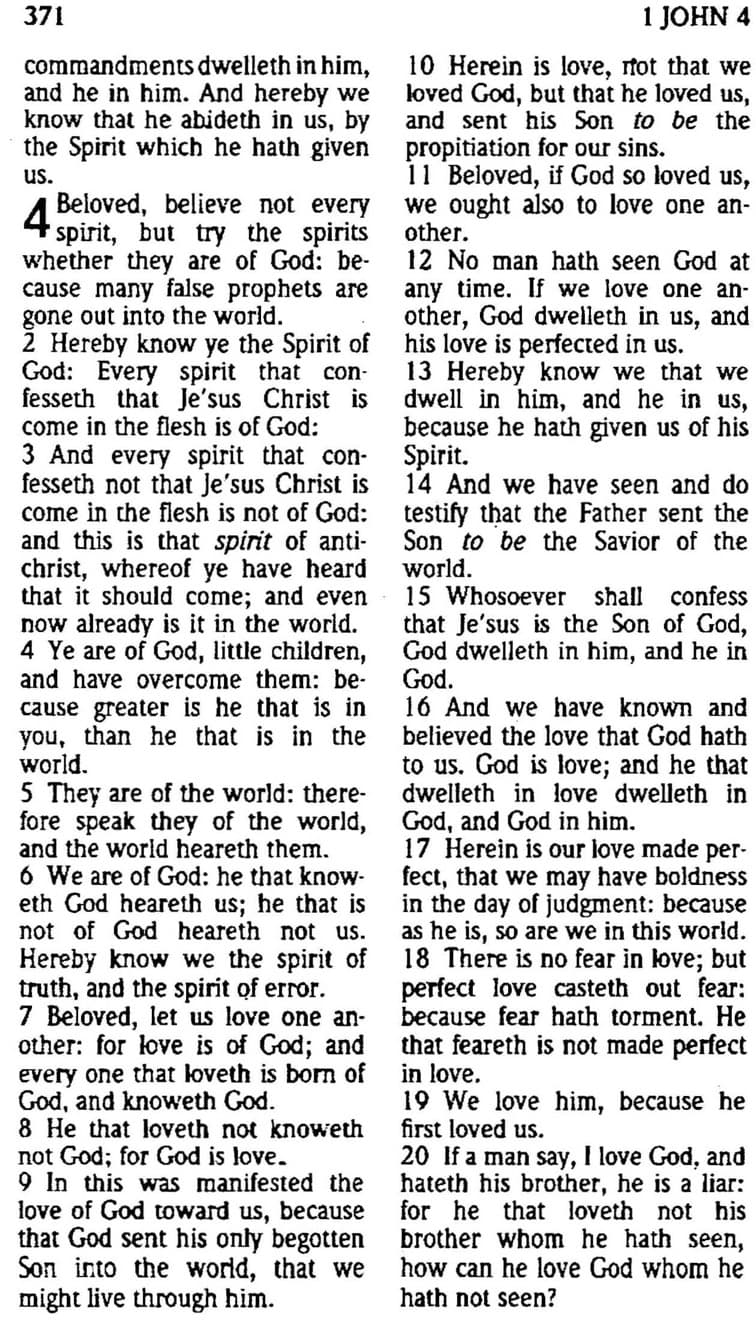 371
1 JOHN 4
commandments dwelleth in him,
and he in him. And hereby we
know that he abideth in us, by
the Spirit which he hath given
us.
4 Beloved, believe not every
spirit, but try the spirits
whether they are of God: be-
cause many false prophets are
gone out into the world.
2 Hereby know ye the Spirit of
God: Every spirit that con-
fesseth that Je'sus Christ is
come in the flesh is of God:
3 And every spirit that con-
fesseth not that Je'sus Christ is
come in the flesh is not of God:
and this is that spirit of anti-
christ, whereof ye have heard
that it should come; and even
now already is it in the world.
4 Ye are of God, little children,
and have overcome them: be-
cause greater is he that is in
you, than he that is in the
world.
5 They are of the world: there-
fore speak they of the world,
and the world heareth them.
6 We are of God: he that know-
eth God heareth us; he that is
not of God heareth not us.
Hereby know we the spirit of
truth, and the spirit of error.
7 Beloved, let us love one an-
other: for love is of God; and
every one that loveth is born of
God, and knoweth God.
8 He that loveth not knoweth
not God; for God is love.
9 In this was manifested the
love of God toward us, because
that God sent his only begotten
Son into the world, that we
might live through him.
10 Herein is love, not that we
loved God, but that he loved us,
and sent his Son to be the
propitiation for our sins.
11 Beloved, if God so loved us,
we ought also to love one an-
other.
12 No man hath seen God at
any time. If we love one an-
other, God dwelleth in us, and
his love is perfected in us.
13 Hereby know we that we
dwell in him, and he in us,
because he hath given us of his
Spirit.
14 And we have seen and do
testify that the Father sent the
Son to be the Savior of the
world.
15 Whosoever shall confess
that Je'sus is the Son of God,
God dwelleth in him, and he in
God.
16 And we have known and
believed the love that God hath
to us. God is love; and he that
dwelleth in love dwelleth in
God, and God in him.
17 Herein is our love made per-
fect, that we may have boldness
in the day of judgment: because
as he is, so are we in this world.
18 There is no fear in love; but
perfect love casteth out fear:
because fear hath torment. He
that feareth is not made perfect
in love.
19 We love him, because he
first loved us.
20 If a man say, I love God, and
hateth his brother, he is a liar:
for he that loveth not his
brother whom he hath seen,
how can he love God whom he
hath not seen?